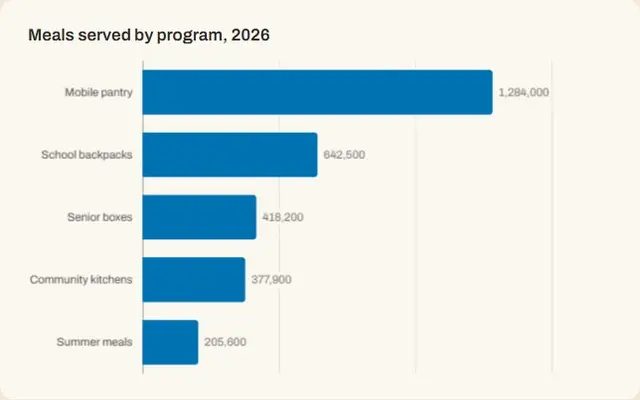 Meals served by program, 2026
Mobile pantry 1,284,000
School backpacks 642,500
Senior boxes 418,200
Community kitchens 377,900
Summer meals 205,600